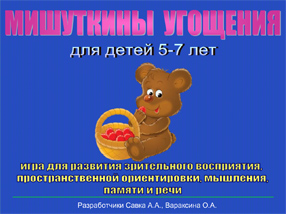 МИШУТКИНЫ УГОЩЕНИЯ
для детей 5-7 лет
игра для развития зрительного восприятия,
пространственной ориентировки, мышления,
памяти и речи
Разработчики Савка А.А., Вараксина О.А.